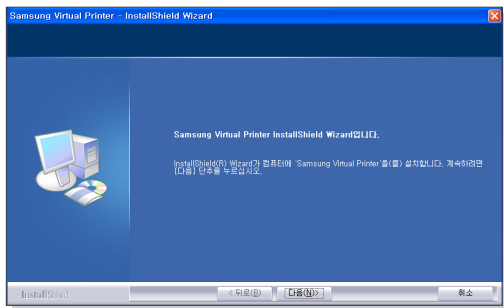 Samsung Virtual Printer - InstallShield Wizard
Samsung Virtual Printer InstallShield Wizard입니다.
InstallShield(R) Wizard가 컴퓨터에 'Samsung Virtual Printer'을(를) 설치합니다. 계속하려면
[다음] 단추를 누르십시오.
InstallShield
< 뒤로(B) 다음(N)> 취소